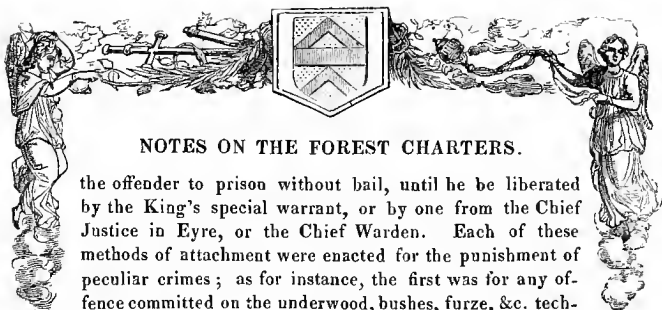 NOTES ON THE FOREST CHARTERS.
the offender to prison without bail, until he be liberated
by the King's special warrant, or by one from the Chief
Justice in Eyre, or the Chief Warden. Each of these
methods of attachment were enacted for the punishment of
peculiar crimes; as for instance, the first was for any of-
fence committed on the underwood, bushes, furze, &c. tech-